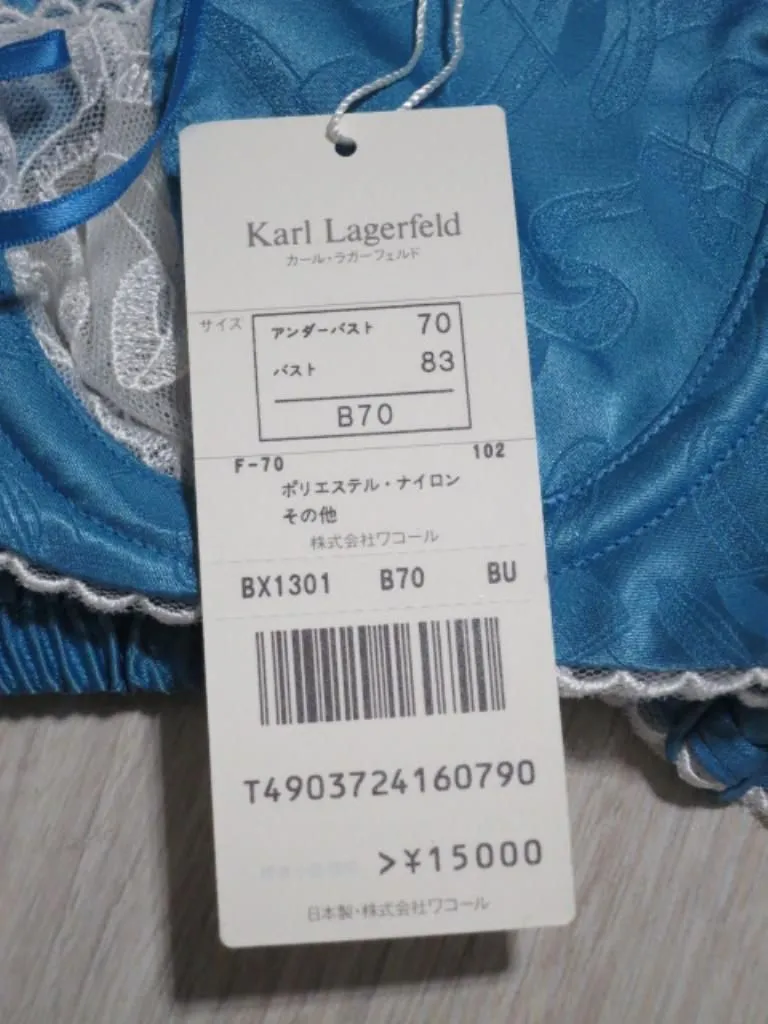 Karl Lagerfeld
カール・ラガーフェルド
サイズ
アンダーバスト 70
バスト 83
B70
F-70 102
ポリエステル・ナイロン
その他
株式会社ワコール
BX1301 B70 BU
T4903724160790
>¥15000
日本製・株式会社ワコール